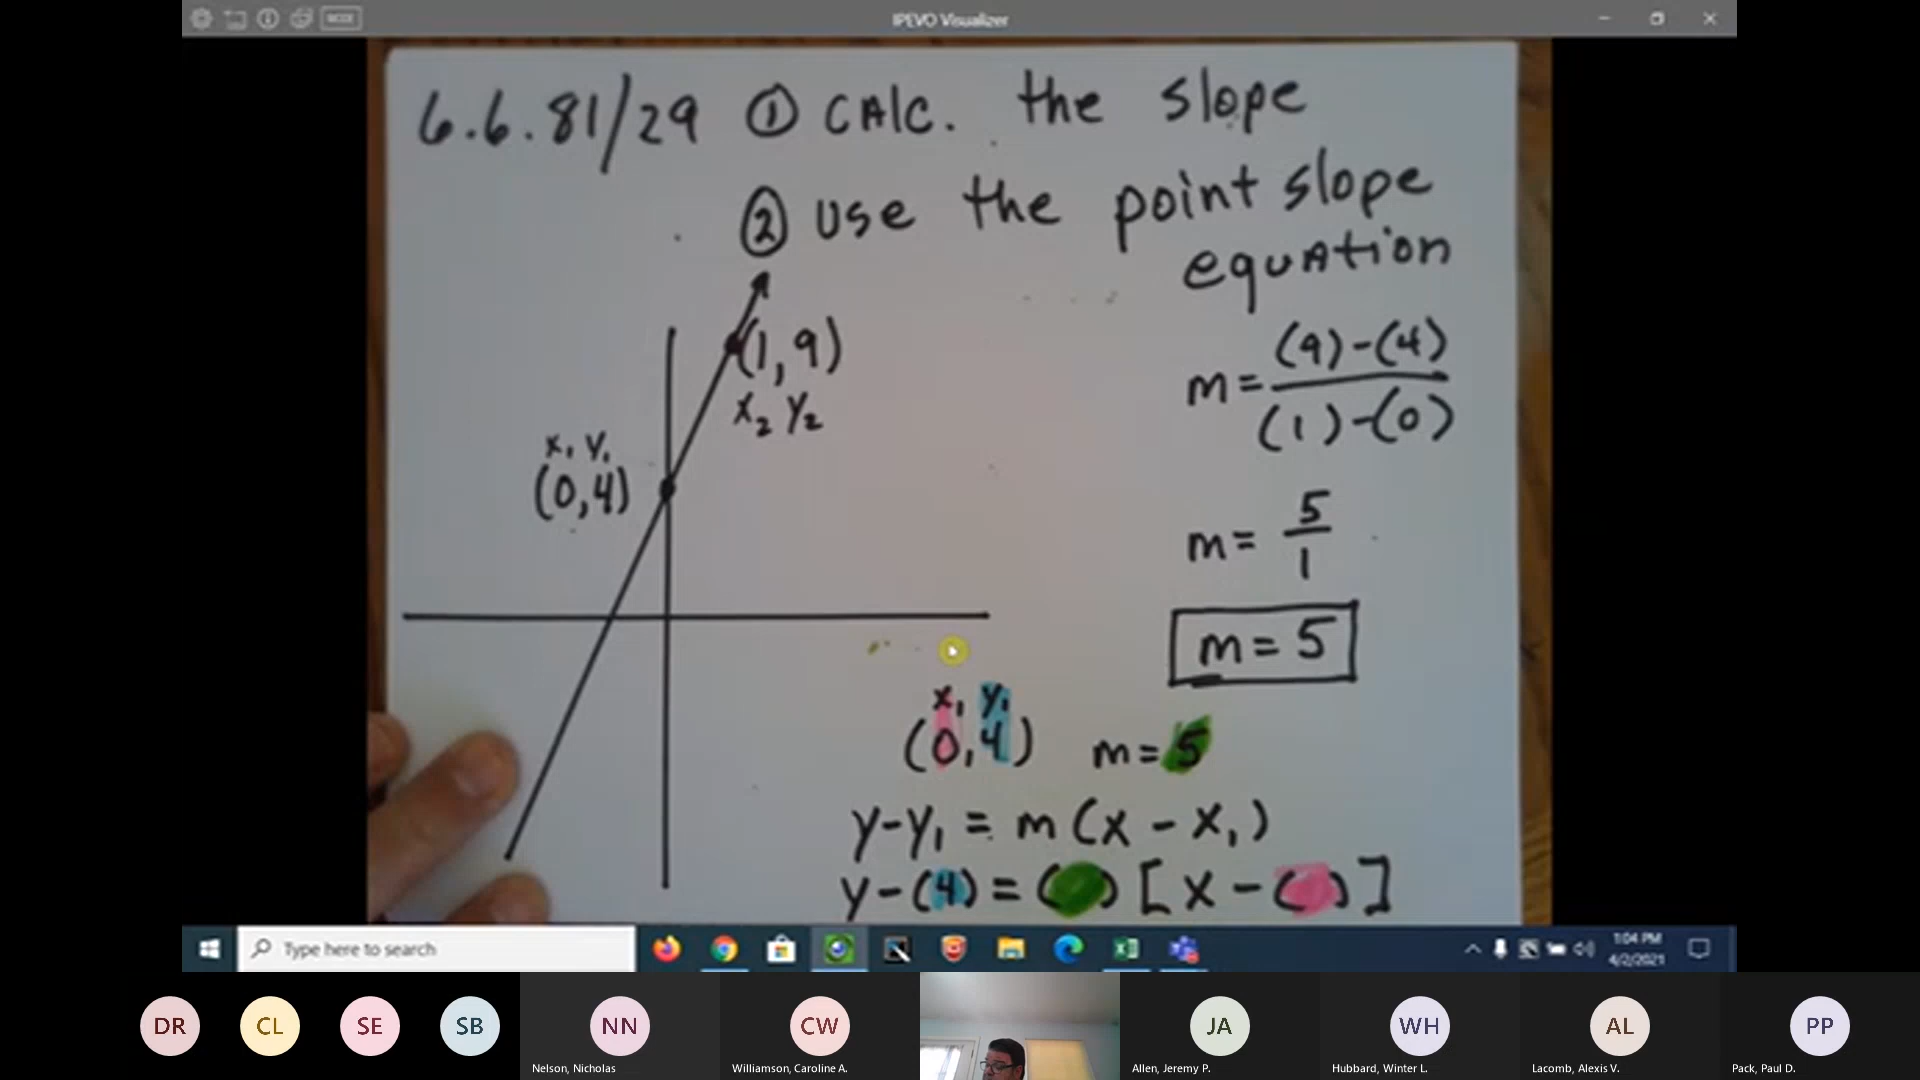 IPEVO Visualizer
6.6.81/29 ① CALC. the slope
② Use the point slope
equation
(1, 9)
x₂ y₂
x₁ y₁
(0,4)
m = (9)-(4)
(1)-(0)
m = 5
1
m = 5
x₁ y₁
(0,4) m = 5
y-y₁ = m(x - x₁)
y-(4) = ( ) [x - ( )]
Type here to search
1:04 PM
4/2/2021
DR CL SE SB NN CW JA WH AL PP
Nelson, Nicholas Williamson, Caroline A. Allen, Jeremy P. Hubbard, Winter L. Lacomb, Alexis V. Pack, Paul D.